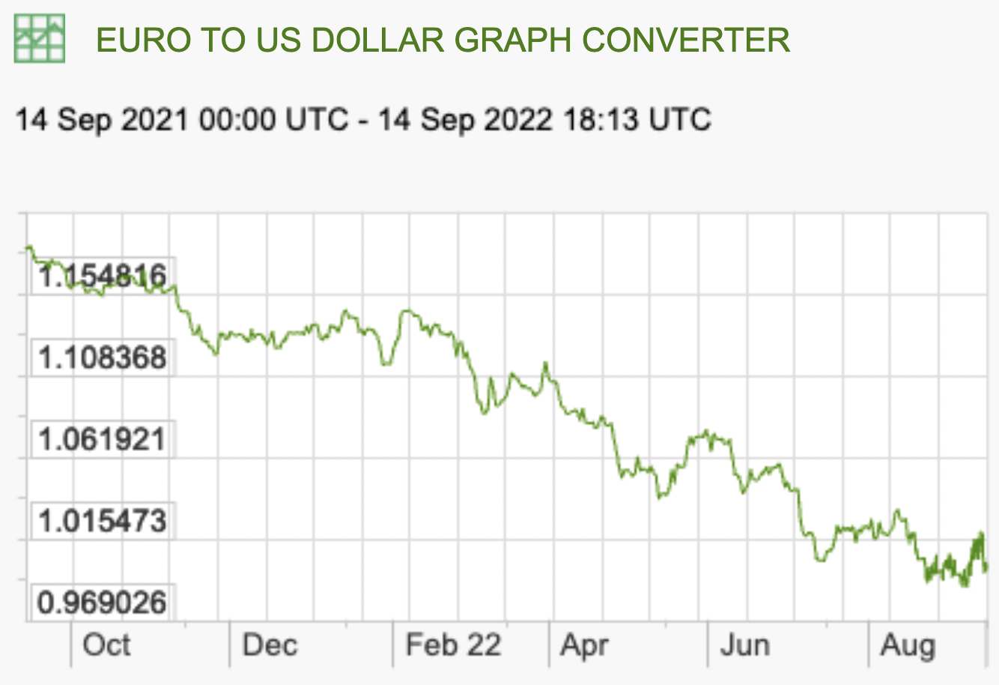 EURO TO US DOLLAR GRAPH CONVERTER
14 Sep 2021 00:00 UTC - 14 Sep 2022 18:13 UTC
1.154816
1.108368
1.061921
1.015473
0.969026
Oct Dec Feb 22 Apr Jun Aug